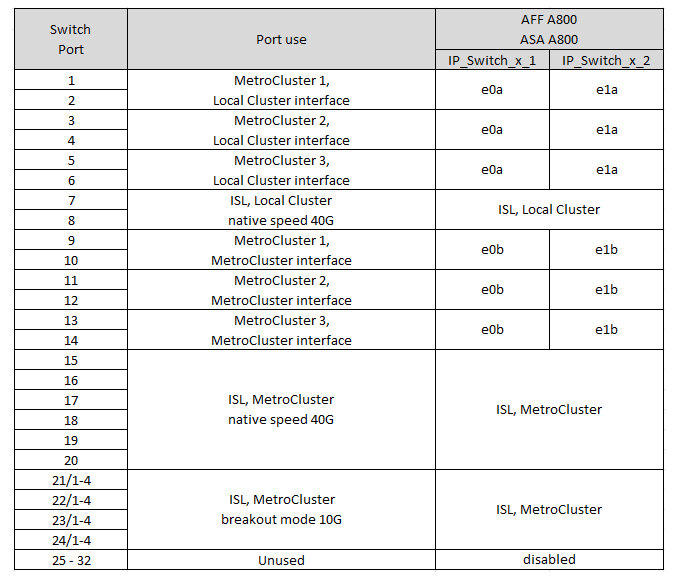 Switch
Port
Port use
AFF A800
ASA A800
IP_Switch_x_1
IP_Switch_x_2
1
MetroCluster 1,
e0a
e1a
2
Local Cluster interface
3
MetroCluster 2,
e0a
e1a
4
Local Cluster interface
5
MetroCluster 3,
e0a
e1a
6
Local Cluster interface
7
ISL, Local Cluster
ISL, Local Cluster
8
native speed 40G
9
MetroCluster 1,
e0b
e1b
10
MetroCluster interface
11
MetroCluster 2,
e0b
e1b
12
MetroCluster interface
13
MetroCluster 3,
e0b
e1b
14
MetroCluster interface
15
16
17
ISL, MetroCluster
ISL, MetroCluster
18
native speed 40G
19
20
21/1-4
22/1-4
ISL, MetroCluster
ISL, MetroCluster
23/1-4
breakout mode 10G
24/1-4
25 - 32
Unused
disabled